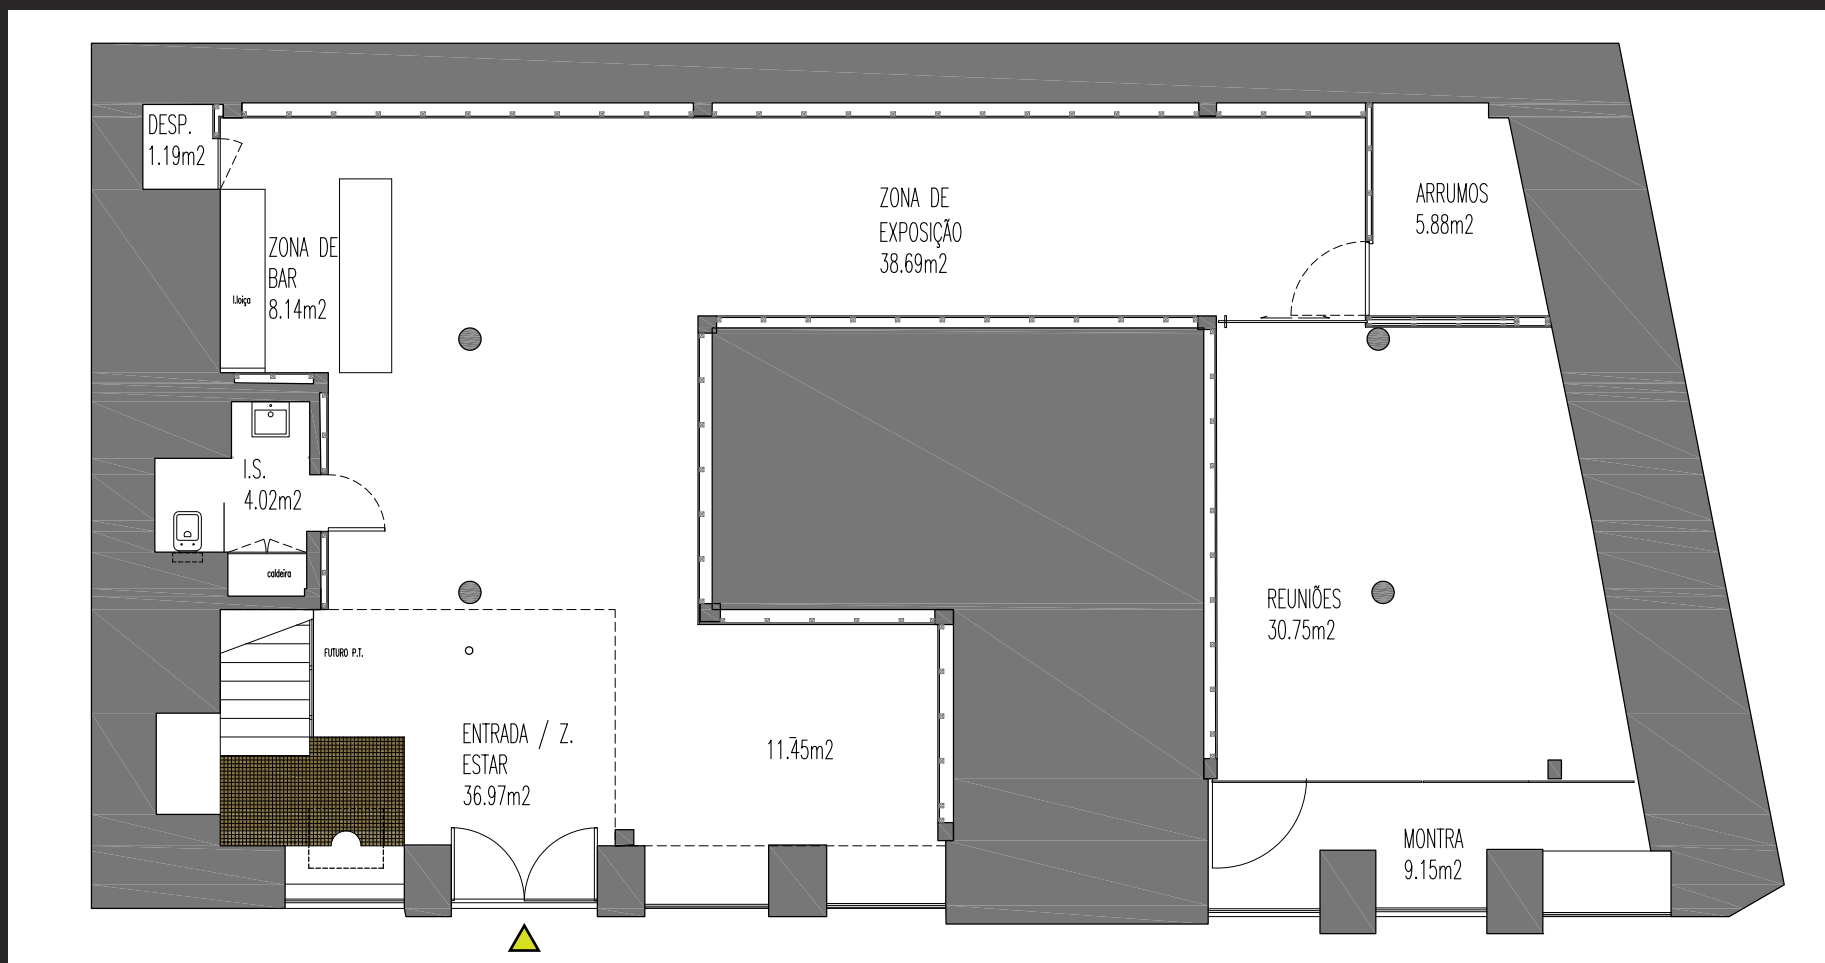 DESP.
1.19m2
ZONA DE
BAR
8.14m2
l.loiça
ZONA DE
EXPOSIÇÃO
38.69m2
ARRUMOS
5.88m2
I.S.
4.02m2
caldeira
FUTURO P.T.
ENTRADA / Z.
ESTAR
36.97m2
11.45m2
REUNIÕES
30.75m2
MONTRA
9.15m2